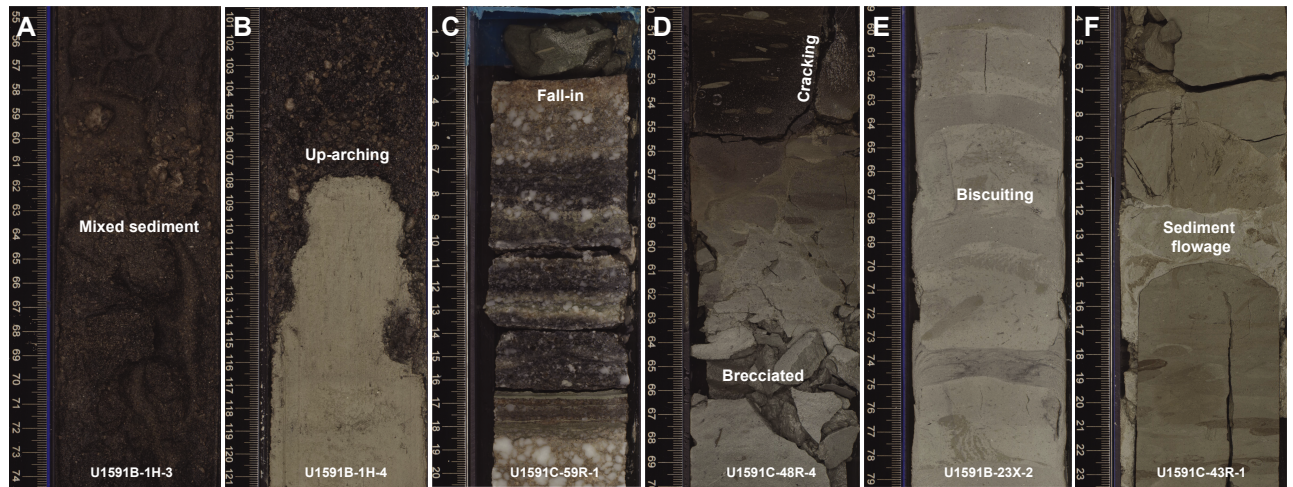 A
Mixed sediment
U1591B-1H-3
B
Up-arching
U1591B-1H-4
C
Fall-in
U1591C-59R-1
D
Cracking
Brecciated
U1591C-48R-4
E
Biscuiting
U1591B-23X-2
F
Sediment
flowage
U1591C-43R-1